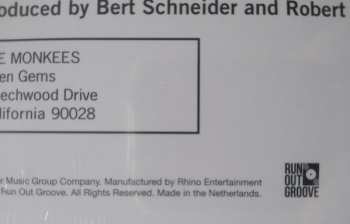 oduced by Bert Schneider and Robert
E MONKEES
en Gems
echwood Drive
lifornia 90028
r Music Group Company. Manufactured by Rhino Entertainment
Run Out Groove. All Rights Reserved. Made in the Netherlands.
RUN
OUT
GROOVE